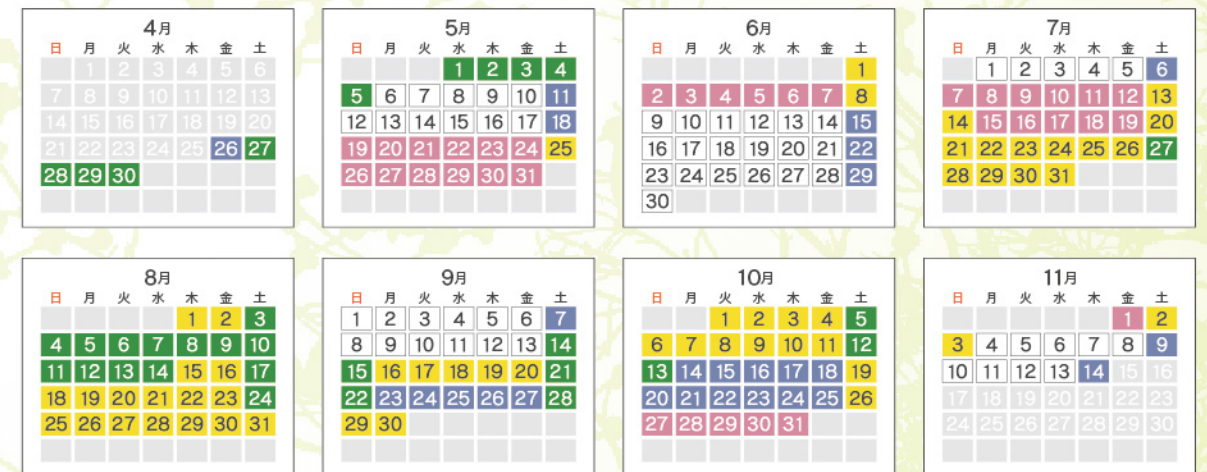 4月
日 月 火 水 木 金 土
1 2 3 4 5 6
7 8 9 10 11 12 13
14 15 16 17 18 19 20
21 22 23 24 25 26 27
28 29 30
5月
日 月 火 水 木 金 土
1 2 3 4
5 6 7 8 9 10 11
12 13 14 15 16 17 18
19 20 21 22 23 24 25
26 27 28 29 30 31
6月
日 月 火 水 木 金 土
1
2 3 4 5 6 7 8
9 10 11 12 13 14 15
16 17 18 19 20 21 22
23 24 25 26 27 28 29
30
7月
日 月 火 水 木 金 土
1 2 3 4 5 6
7 8 9 10 11 12 13
14 15 16 17 18 19 20
21 22 23 24 25 26 27
28 29 30 31
8月
日 月 火 水 木 金 土
1 2 3
4 5 6 7 8 9 10
11 12 13 14 15 16 17
18 19 20 21 22 23 24
25 26 27 28 29 30 31
9月
日 月 火 水 木 金 土
1 2 3 4 5 6 7
8 9 10 11 12 13 14
15 16 17 18 19 20 21
22 23 24 25 26 27 28
29 30
10月
日 月 火 水 木 金 土
1 2 3 4 5
6 7 8 9 10 11 12
13 14 15 16 17 18 19
20 21 22 23 24 25 26
27 28 29 30 31
11月
日 月 火 水 木 金 土
1 2
3 4 5 6 7 8 9
10 11 12 13 14 15 16
17 18 19 20 21 22 23
24 25 26 27 28 29 30